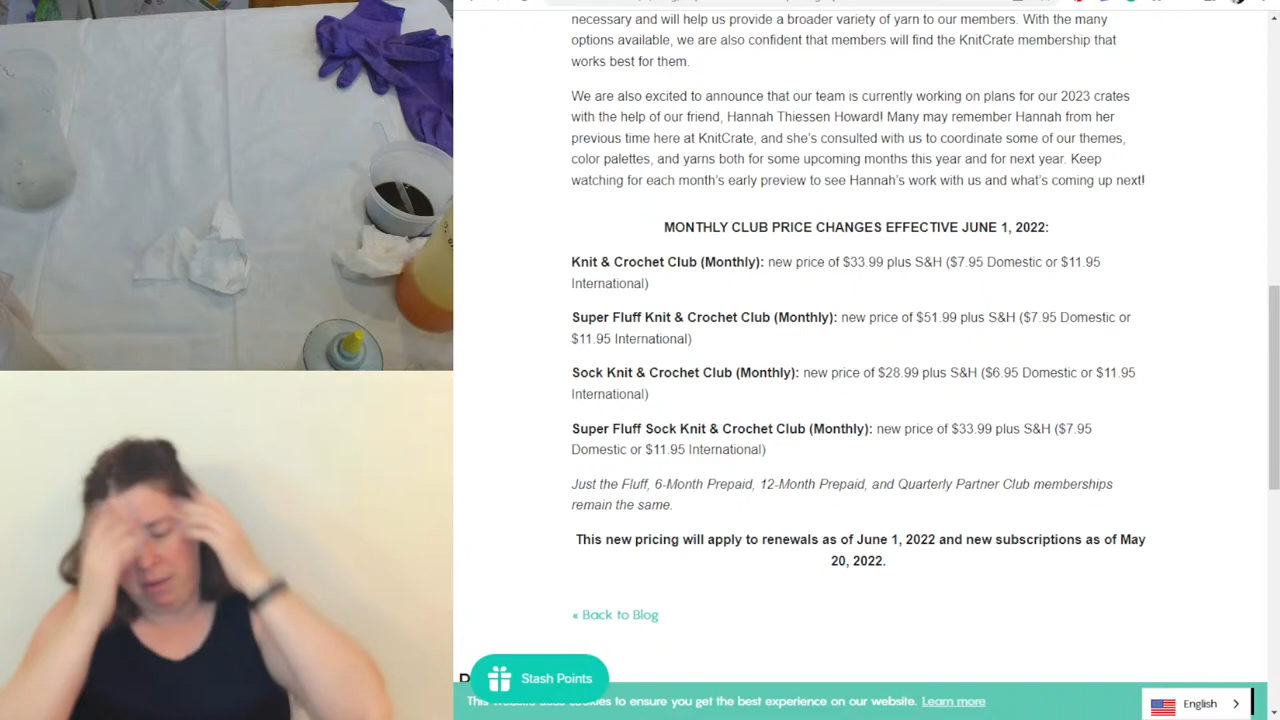 necessary and will help us provide a broader variety of yarn to our members. With the many
options available, we are also confident that members will find the KnitCrate membership that
works best for them.
We are also excited to announce that our team is currently working on plans for our 2023 crates
with the help of our friend, Hannah Thiessen Howard! Many may remember Hannah from her
previous time here at KnitCrate, and she's consulted with us to coordinate some of our themes,
color palettes, and yarns both for some upcoming months this year and for next year. Keep
watching for each month's early preview to see Hannah's work with us and what's coming up next!
MONTHLY CLUB PRICE CHANGES EFFECTIVE JUNE 1, 2022:
Knit & Crochet Club (Monthly): new price of $33.99 plus S&H ($7.95 Domestic or $11.95
International)
Super Fluff Knit & Crochet Club (Monthly): new price of $51.99 plus S&H ($7.95 Domestic or
$11.95 International)
Sock Knit & Crochet Club (Monthly): new price of $28.99 plus S&H ($6.95 Domestic or $11.95
International)
Super Fluff Sock Knit & Crochet Club (Monthly): new price of $33.99 plus S&H ($7.95
Domestic or $11.95 International)
Just the Fluff, 6-Month Prepaid, 12-Month Prepaid, and Quarterly Partner Club memberships
remain the same.
This new pricing will apply to renewals as of June 1, 2022 and new subscriptions as of May
20, 2022.
« Back to Blog
Stash Points
This website uses cookies to ensure you get the best experience on our website. Learn more
English